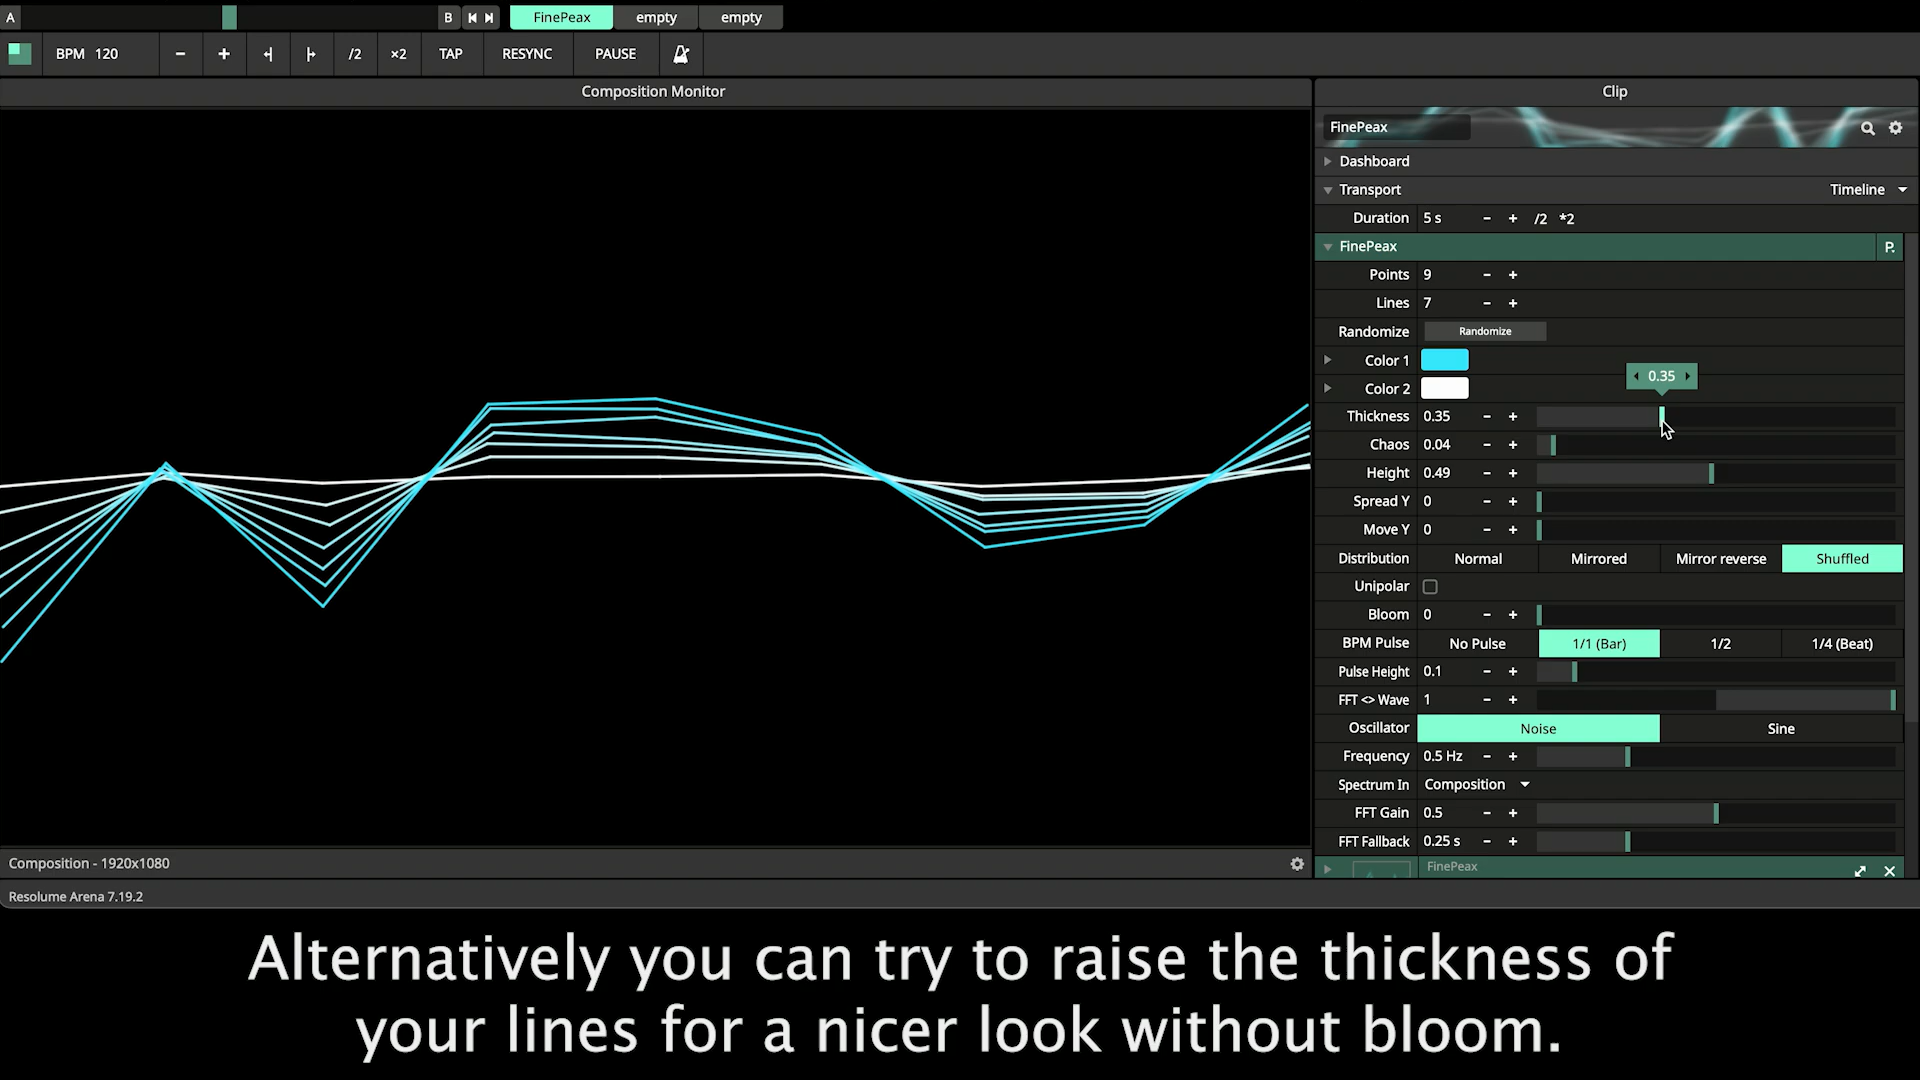 A B FinePeax empty empty
BPM 120 - + /2 ×2 TAP RESYNC PAUSE
Composition Monitor
Clip
FinePeax
Dashboard
Transport Timeline
Duration 5 s - + /2 *2
FinePeax P.
Points 9 - +
Lines 7 - +
Randomize Randomize
Color 1
0.35
Color 2
Thickness 0.35 - +
Chaos 0.04 - +
Height 0.49 - +
Spread Y 0 - +
Move Y 0 - +
Distribution Normal Mirrored Mirror reverse Shuffled
Unipolar
Bloom 0 - +
BPM Pulse No Pulse 1/1 (Bar) 1/2 1/4 (Beat)
Pulse Height 0.1 - +
FFT <> Wave 1 - +
Oscillator Noise Sine
Frequency 0.5 Hz - +
Spectrum In Composition
FFT Gain 0.5 - +
FFT Fallback 0.25 s - +
FinePeax
Composition - 1920x1080
Resolume Arena 7.19.2
Alternatively you can try to raise the thickness of
your lines for a nicer look without bloom.